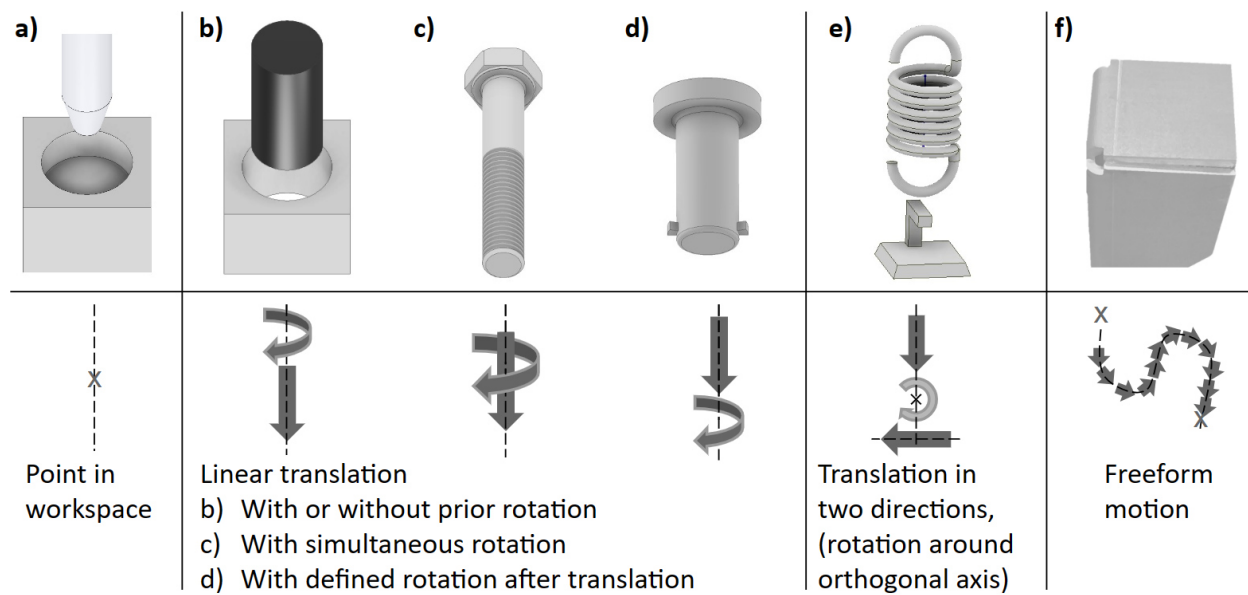 a)
b)
c)
d)
e)
f)
X
X
X
X
Point in
workspace
Linear translation
b) With or without prior rotation
c) With simultaneous rotation
d) With defined rotation after translation
Translation in
two directions,
(rotation around
orthogonal axis)
Freeform
motion